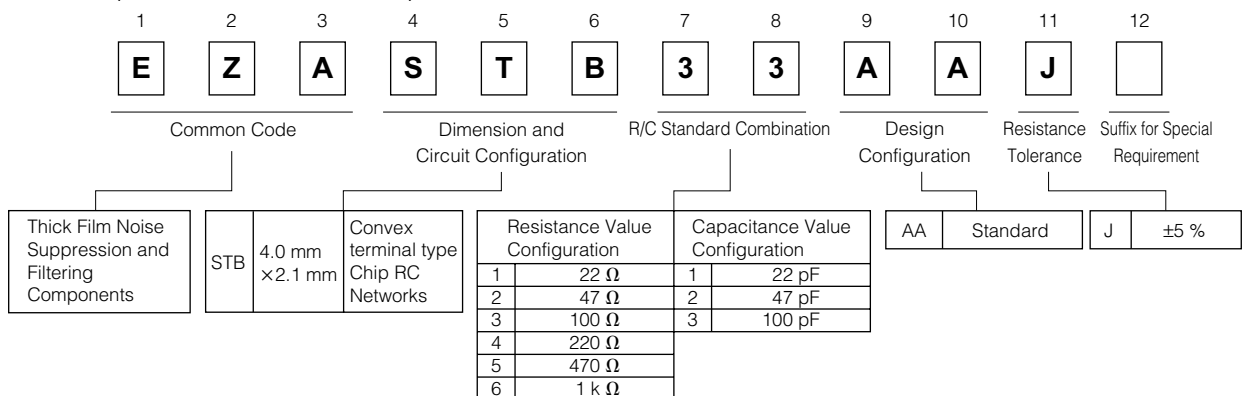 1 2 3 4 5 6 7 8 9 10 11 12
E Z A S T B 3 3 A A J
Common Code
Dimension and
Circuit Configuration
R/C Standard Combination
Design
Configuration
Resistance
Tolerance
Suffix for Special
Requirement
Thick Film Noise
Suppression and
Filtering
Components
STB
4.0 mm
×2.1 mm
Convex
terminal type
Chip RC
Networks
Resistance Value
Configuration
1 22 Ω
2 47 Ω
3 100 Ω
4 220 Ω
5 470 Ω
6 1 k Ω
Capacitance Value
Configuration
1 22 pF
2 47 pF
3 100 pF
AA Standard
J ±5 %